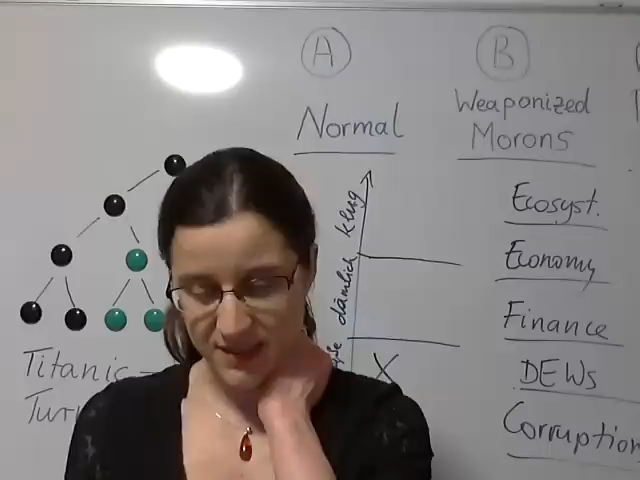 A
B
Normal
Weaponized
Morons
klug
dämlich
X
Ecosyst.
Economy
Finance
DEWs
Corruption
Titanic -